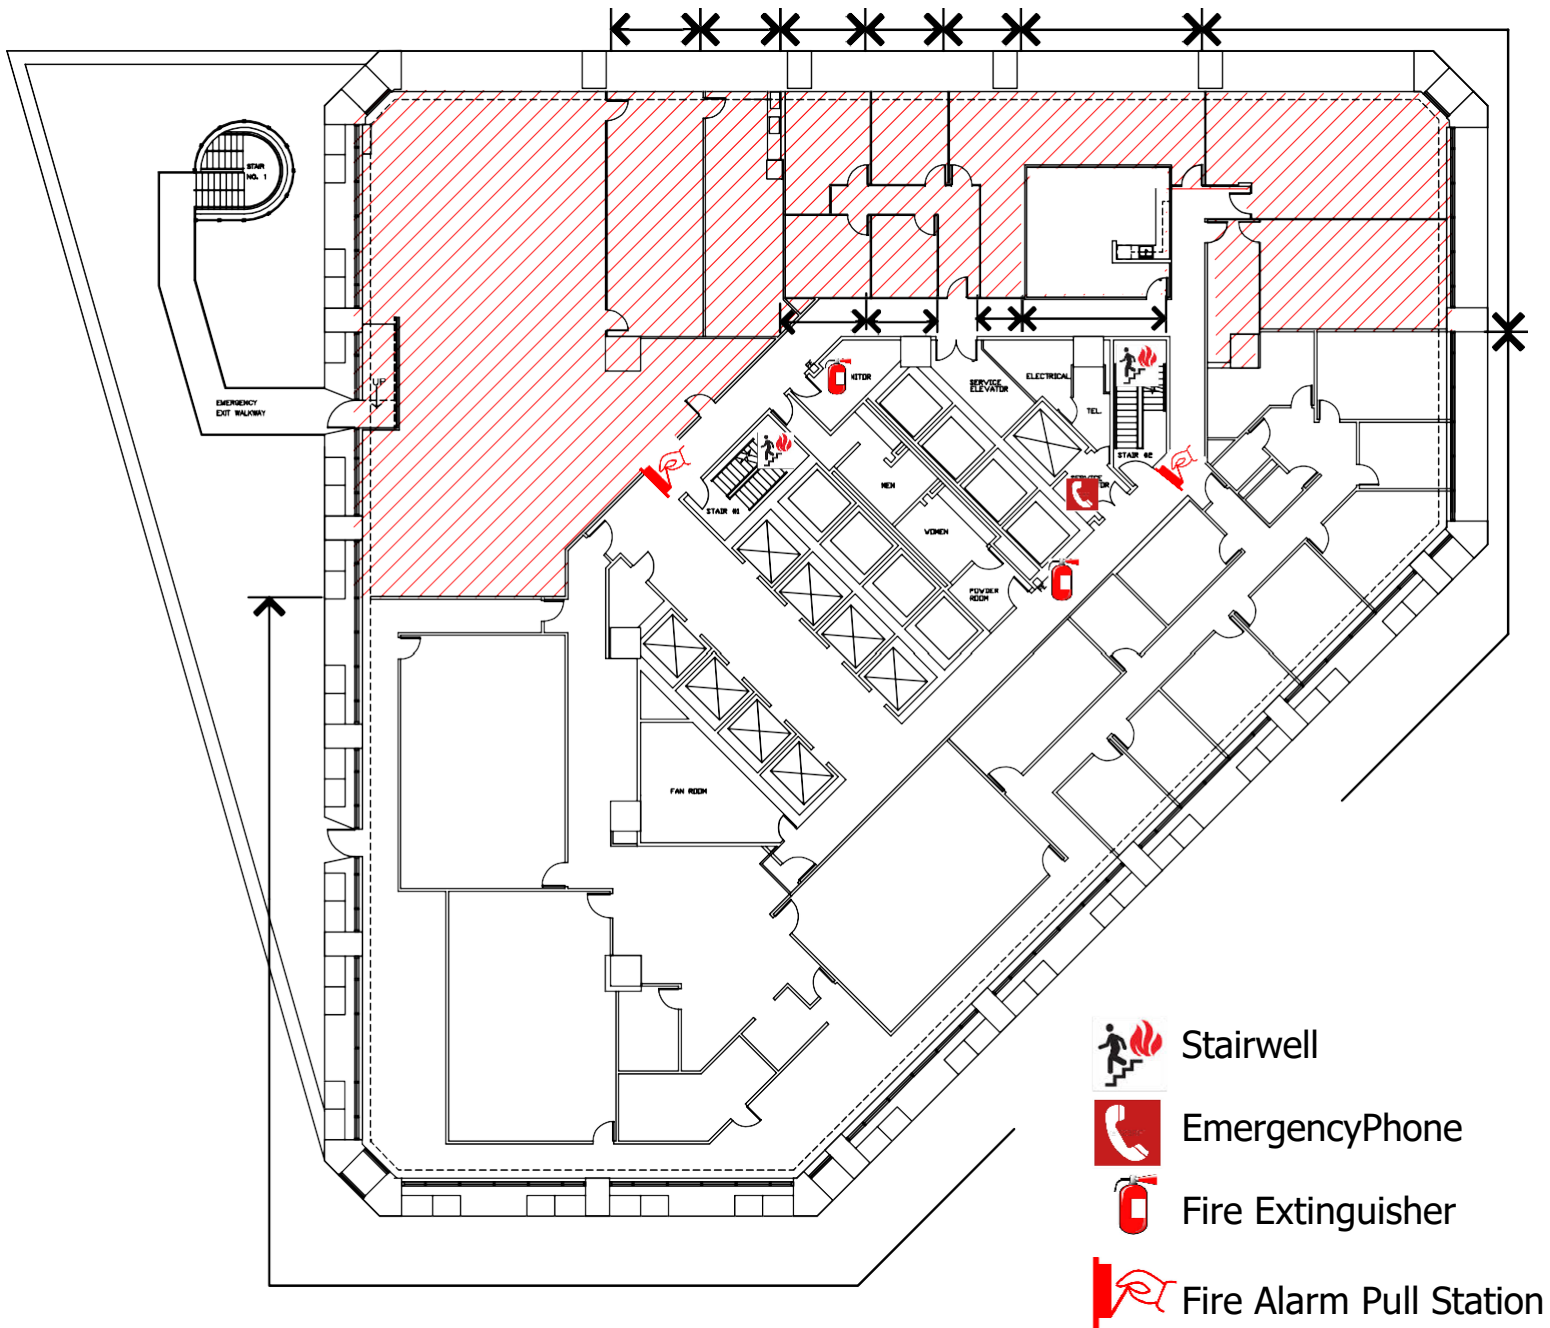 STAIR
NO. 1
UP
EMERGENCY
EXIT WALKWAY
NITOR
SERVICE
ELEVATOR
ELECTRICAL
TEL.
STAIR #2
MEN
SERVICE
STAIR #1
WOMEN
POWDER
ROOM
FAN ROOM
Stairwell
EmergencyPhone
Fire Extinguisher
Fire Alarm Pull Station